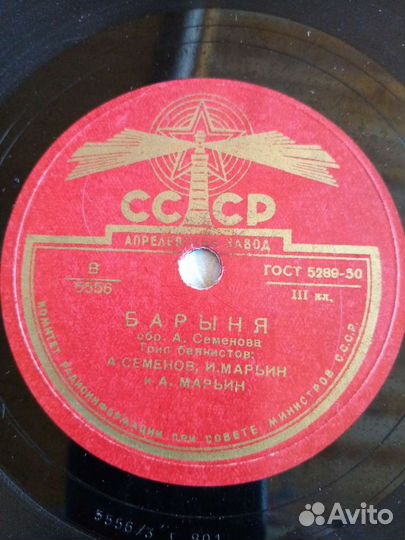 СССР
АПРЕЛЕВСКИЙ ЗАВОД
В
5556
ГОСТ 5289-50
III кл.
БАРЫНЯ
обр. А. Семенова
Трио баянистов:
А.СЕМЕНОВ, И.МАРЬИН
и А. МАРЬИН
КОМИТЕТ РАДИОИНФОРМАЦИИ ПРИ СОВЕТЕ МИНИСТРОВ С.С.С.Р.
5556/3
Avito